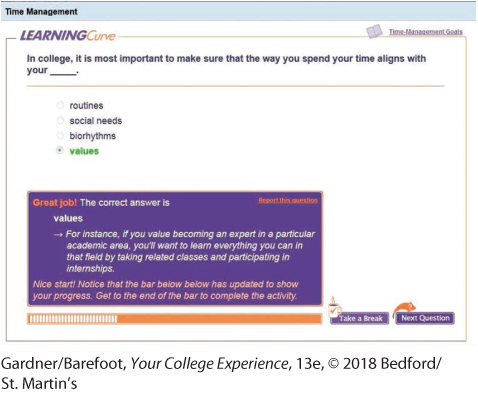 Time Management
LEARNINGCurve
Time-Management Goals
In college, it is most important to make sure that the way you spend your time aligns with
your _____.
routines
social needs
biorhythms
values
Great job! The correct answer is
Report this question
values
→ For instance, if you value becoming an expert in a particular
academic area, you'll want to learn everything you can in
that field by taking related classes and participating in
internships.
Nice start! Notice that the bar below below has updated to show
your progress. Get to the end of the bar to complete the activity.
Take a Break
Next Question
Gardner/Barefoot, Your College Experience, 13e, © 2018 Bedford/
St. Martin's